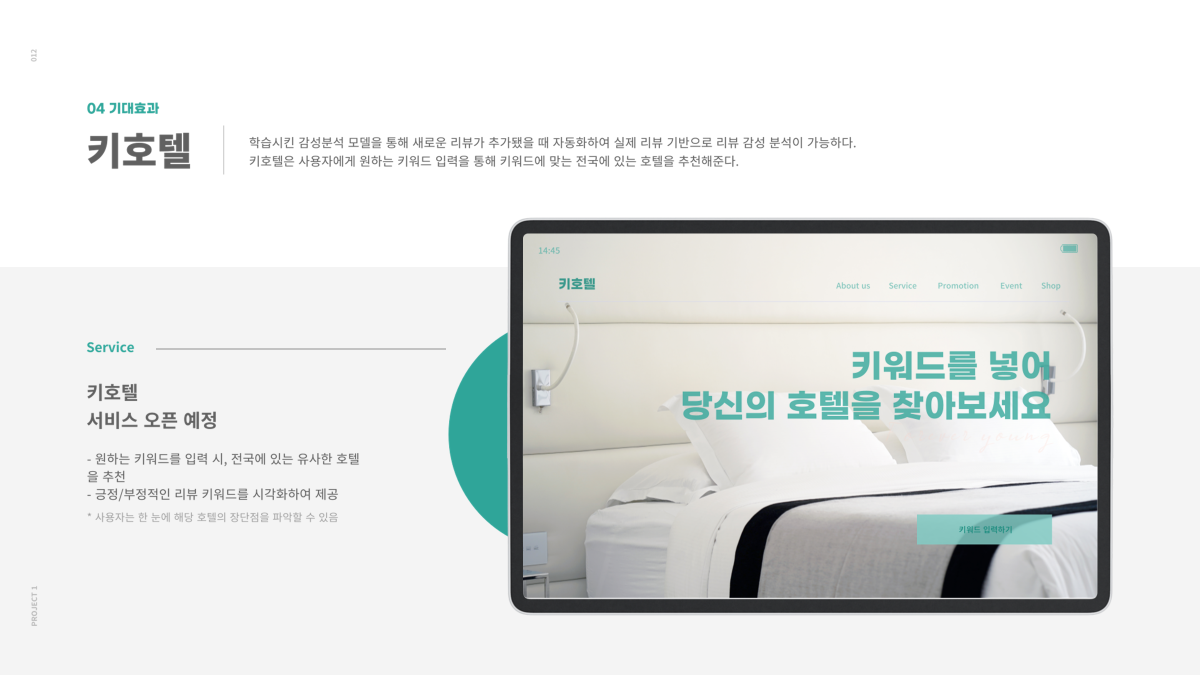 012
04 기대효과
키호텔
학습시킨 감성분석 모델을 통해 새로운 리뷰가 추가됐을 때 자동화하여 실제 리뷰 기반으로 리뷰 감성 분석이 가능하다.
키호텔은 사용자에게 원하는 키워드 입력을 통해 키워드에 맞는 전국에 있는 호텔을 추천해준다.
Service
키호텔
서비스 오픈 예정
- 원하는 키워드를 입력 시, 전국에 있는 유사한 호텔
을 추천
- 긍정/부정적인 리뷰 키워드를 시각화하여 제공
* 사용자는 한 눈에 해당 호텔의 장단점을 파악할 수 있음
14:45
키호텔
About us Service Promotion Event Shop
키워드를 넣어
당신의 호텔을 찾아보세요
키워드 입력하기
PROJECT 1